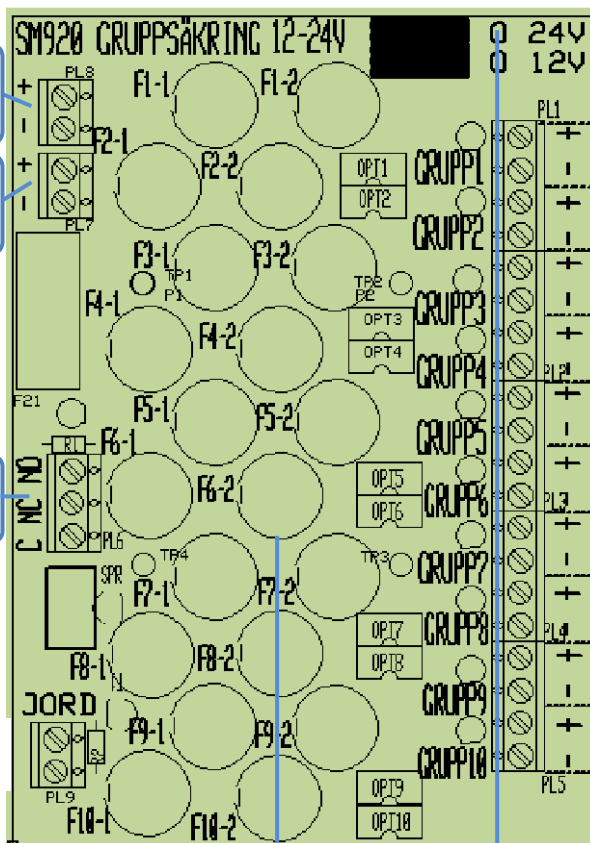 SM920 GRUPPSÄKRING 12-24V
24V
12V
PL8
F1-1
F1-2
PL1
+
-
F2-1
F2-2
OPT1
GRUPP1
+
-
+
-
OPT2
GRUPP2
+
-
PL7
F3-1
F3-2
TP1
P1
TP2
P2
GRUPP3
+
-
F4-1
F4-2
OPT3
OPT4
GRUPP4
+
-
PL2
F21
F5-1
F5-2
GRUPP5
+
-
R1
F6-1
F6-2
OPT5
OPT6
GRUPP6
+
-
PL3
C NC NO
PL6
TP4
TP3
GRUPP7
+
-
SPR
F7-1
F7-2
OPT7
GRUPP8
+
-
PL4
F8-1
F8-2
OPT8
JORD
GRUPP9
+
-
F9-1
F9-2
GRUPP10
+
-
PL9
OPT9
PL5
F10-1
F10-2
OPT10